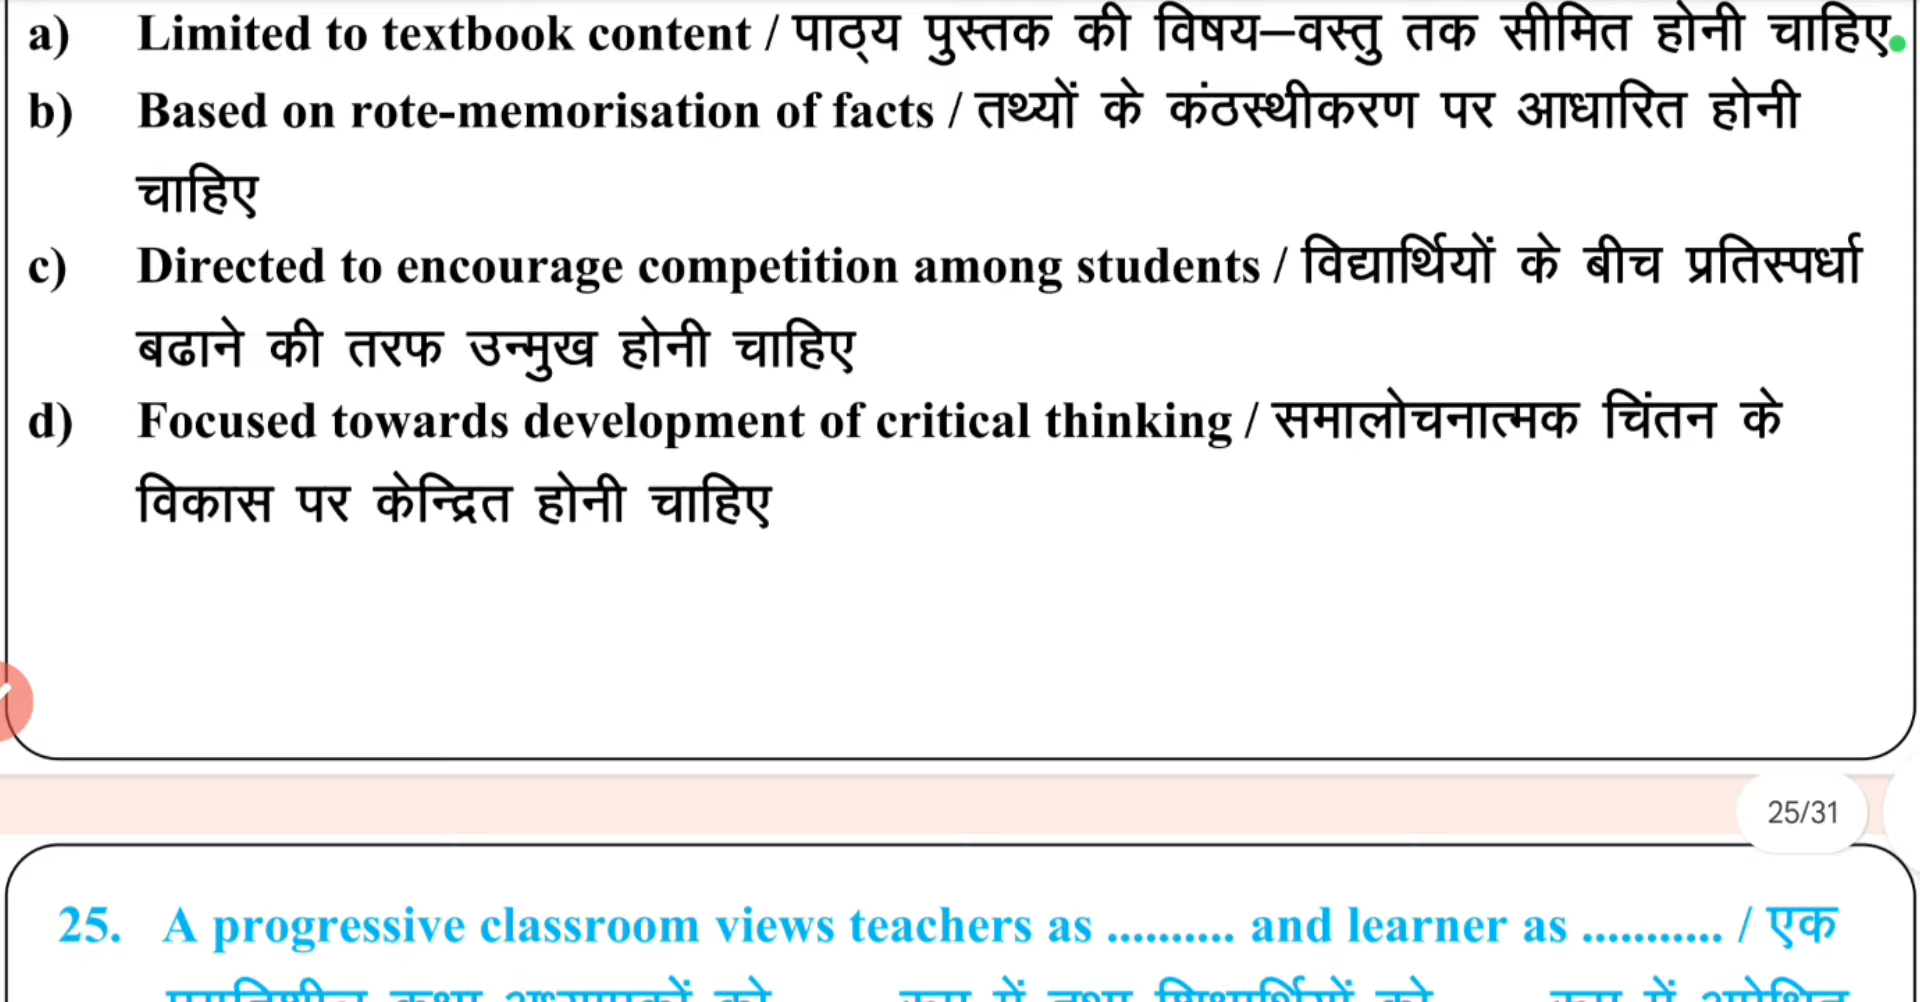 a) Limited to textbook content / पाठ्य पुस्तक की विषय–वस्तु तक सीमित होनी चाहिए
b) Based on rote-memorisation of facts / तथ्यों के कंठस्थीकरण पर आधारित होनी
चाहिए
c) Directed to encourage competition among students / विद्यार्थियों के बीच प्रतिस्पर्धा
बढाने की तरफ उन्मुख होनी चाहिए
d) Focused towards development of critical thinking / समालोचनात्मक चिंतन के
विकास पर केन्द्रित होनी चाहिए
25/31
25. A progressive classroom views teachers as .......... and learner as ............ / एक